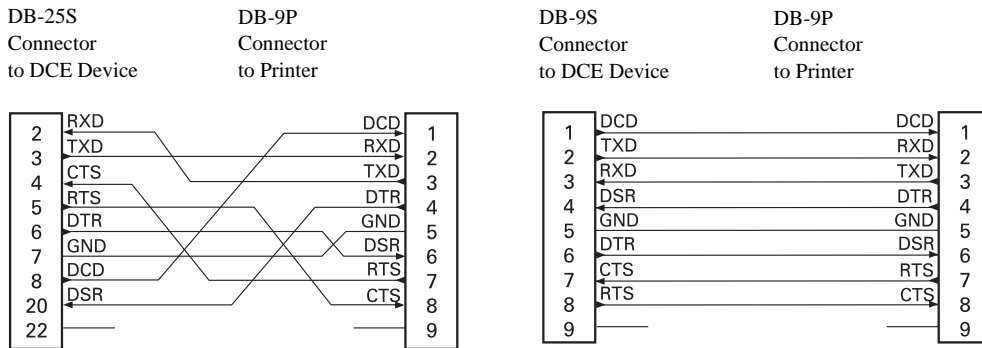 DB-25S
Connector
to DCE Device
DB-9P
Connector
to Printer
2 RXD DCD 1
3 TXD RXD 2
4 CTS TXD 3
5 RTS DTR 4
6 DTR GND 5
7 GND DSR 6
8 DCD RTS 7
20 DSR CTS 8
22 9
DB-9S
Connector
to DCE Device
DB-9P
Connector
to Printer
1 DCD DCD 1
2 TXD RXD 2
3 RXD TXD 3
4 DSR DTR 4
5 GND GND 5
6 DTR DSR 6
7 CTS RTS 7
8 RTS CTS 8
9 9